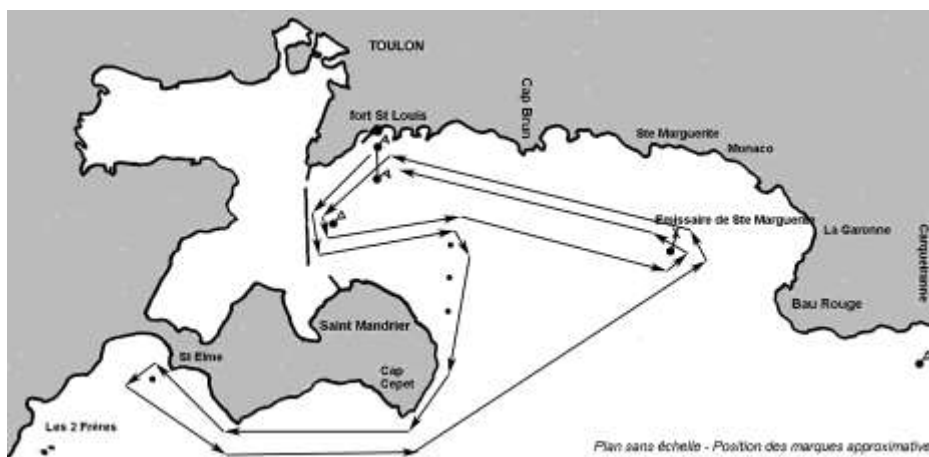 TOULON
fort St Louis
Cap Brun
Ste Marguerite
Monaco
Emissaire de Ste Marguerite
La Garonne
Carqueiranne
Bau Rouge
Saint Mandrier
St Elme
Cap
Cepet
Les 2 Fréres
Plan sans échelle - Position des marques approximative